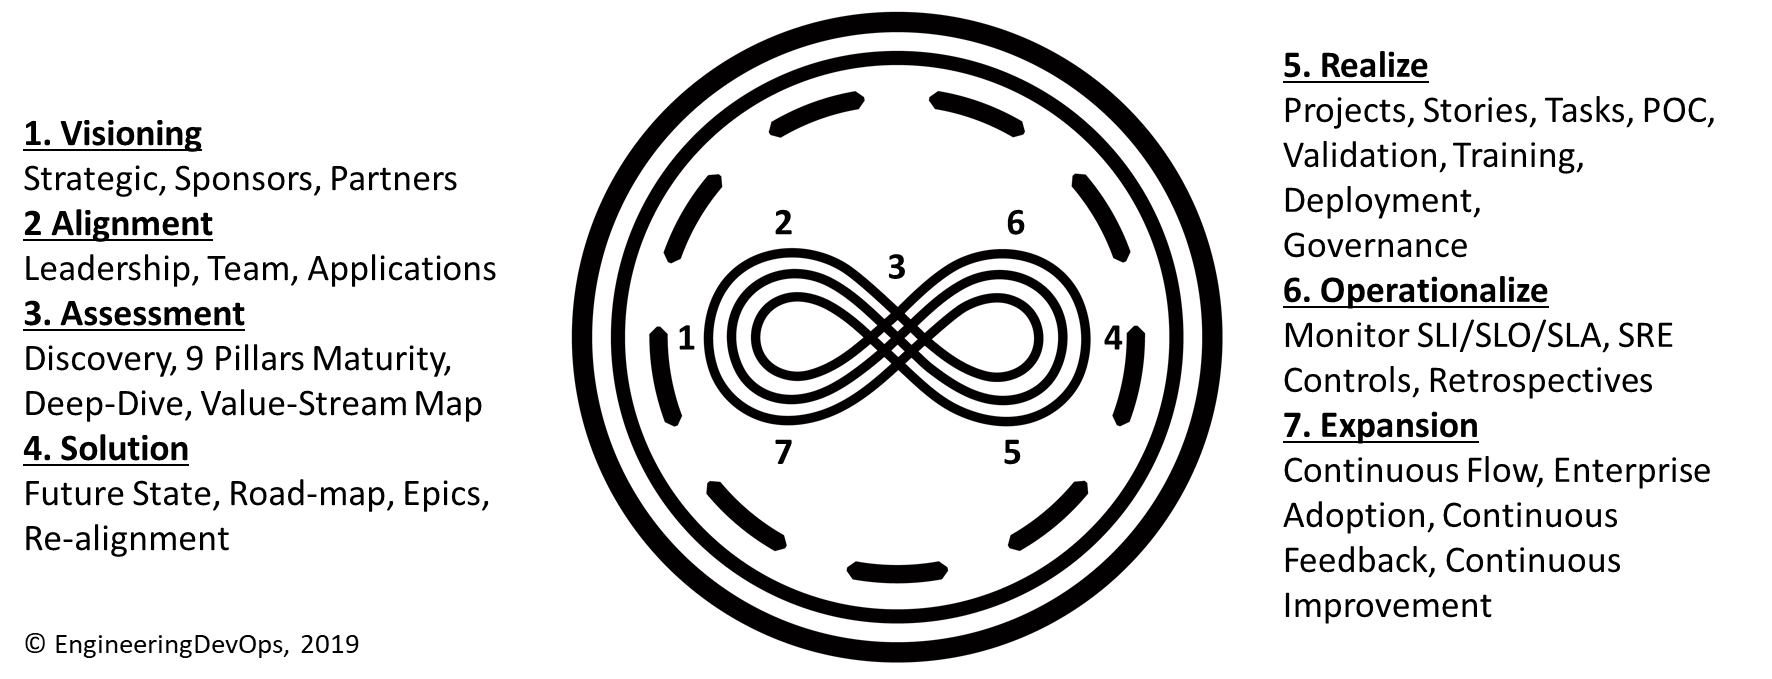 1. Visioning
Strategic, Sponsors, Partners
2 Alignment
Leadership, Team, Applications
3. Assessment
Discovery, 9 Pillars Maturity,
Deep-Dive, Value-Stream Map
4. Solution
Future State, Road-map, Epics,
Re-alignment
© EngineeringDevOps, 2019
2
6
3
1
4
7
5
5. Realize
Projects, Stories, Tasks, POC,
Validation, Training,
Deployment,
Governance
6. Operationalize
Monitor SLI/SLO/SLA, SRE
Controls, Retrospectives
7. Expansion
Continuous Flow, Enterprise
Adoption, Continuous
Feedback, Continuous
Improvement